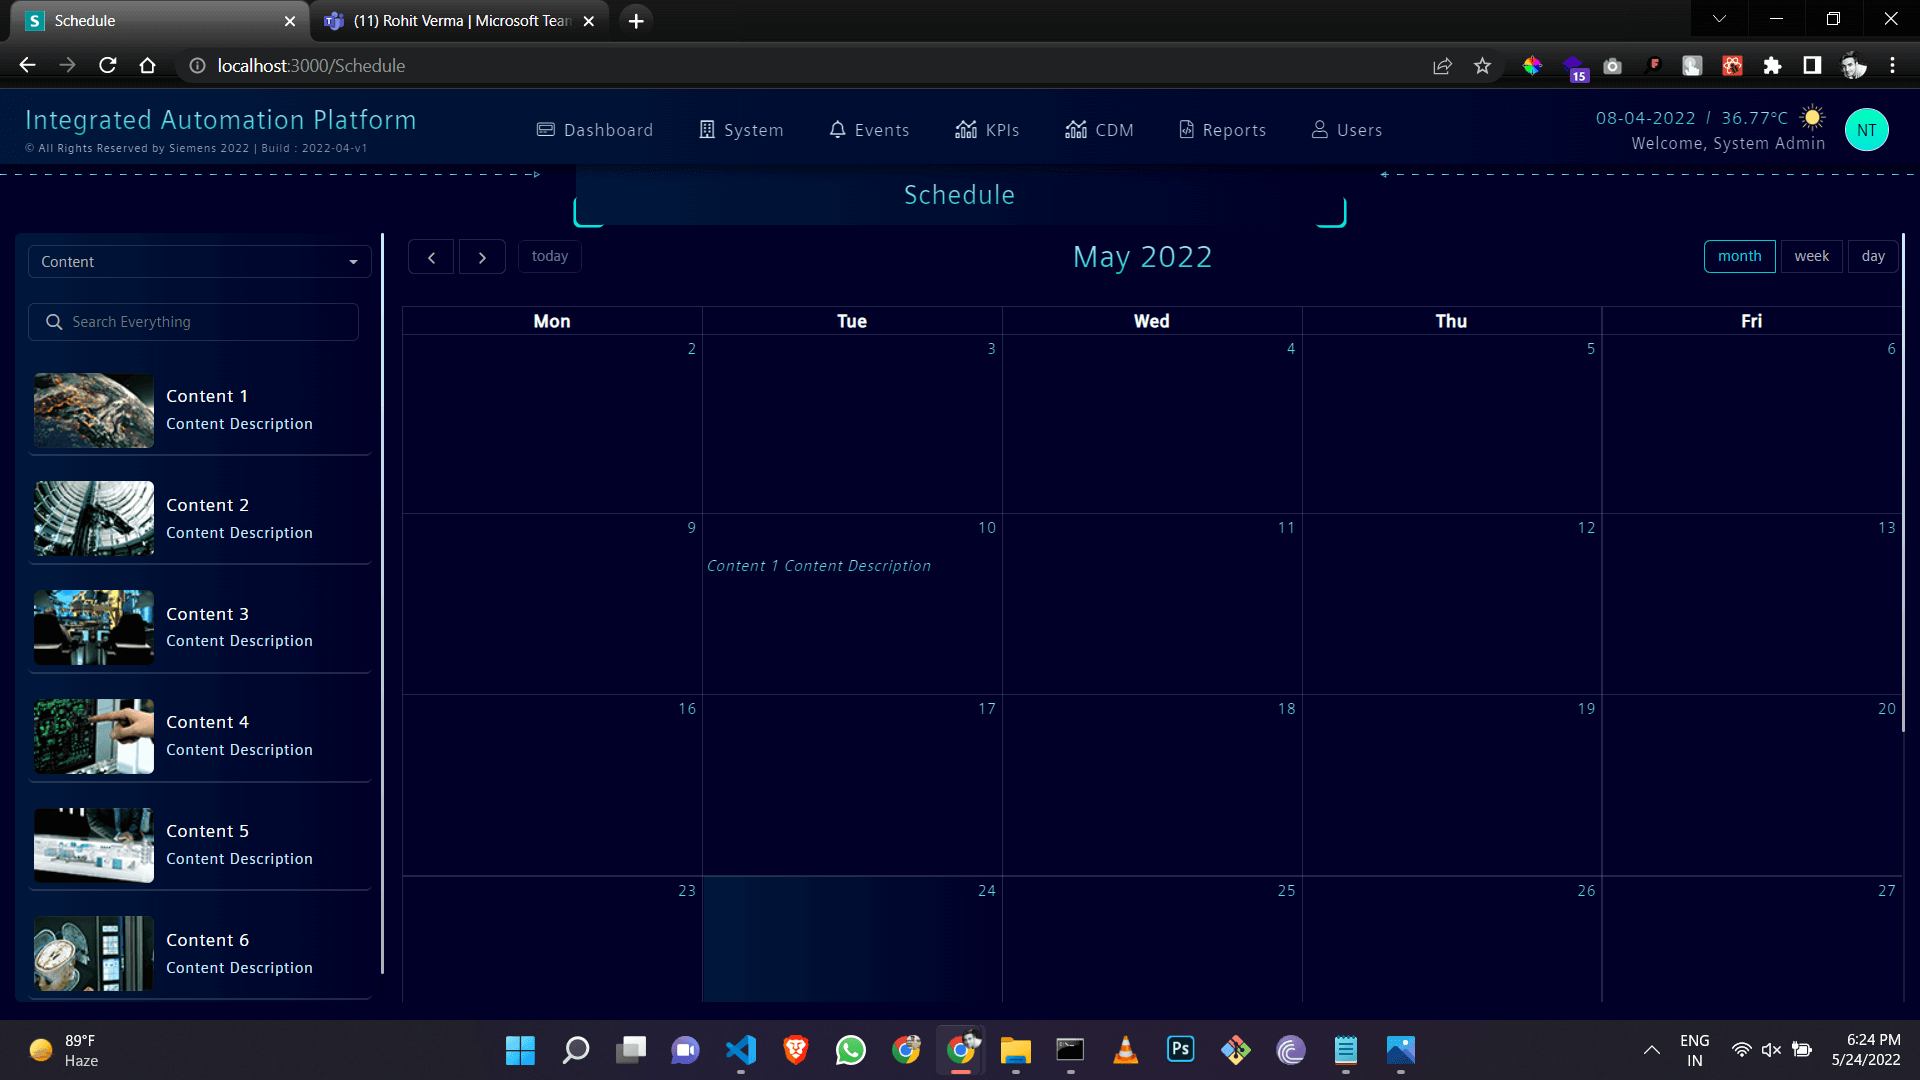 Schedule
(11) Rohit Verma | Microsoft Team
localhost:3000/Schedule
15
Integrated Automation Platform
© All Rights Reserved by Siemens 2022 | Build : 2022-04-v1
Dashboard
System
Events
KPIs
CDM
Reports
Users
08-04-2022 / 36.77°C
Welcome, System Admin
NT
Schedule
Content
Search Everything
Content 1
Content Description
Content 2
Content Description
Content 3
Content Description
Content 4
Content Description
Content 5
Content Description
Content 6
Content Description
today
May 2022
month
week
day
Mon Tue Wed Thu Fri
2 3 4 5 6
9 10 11 12 13
Content 1 Content Description
16 17 18 19 20
23 24 25 26 27
89°F
Haze
Ps
ENG
IN
6:24 PM
5/24/2022